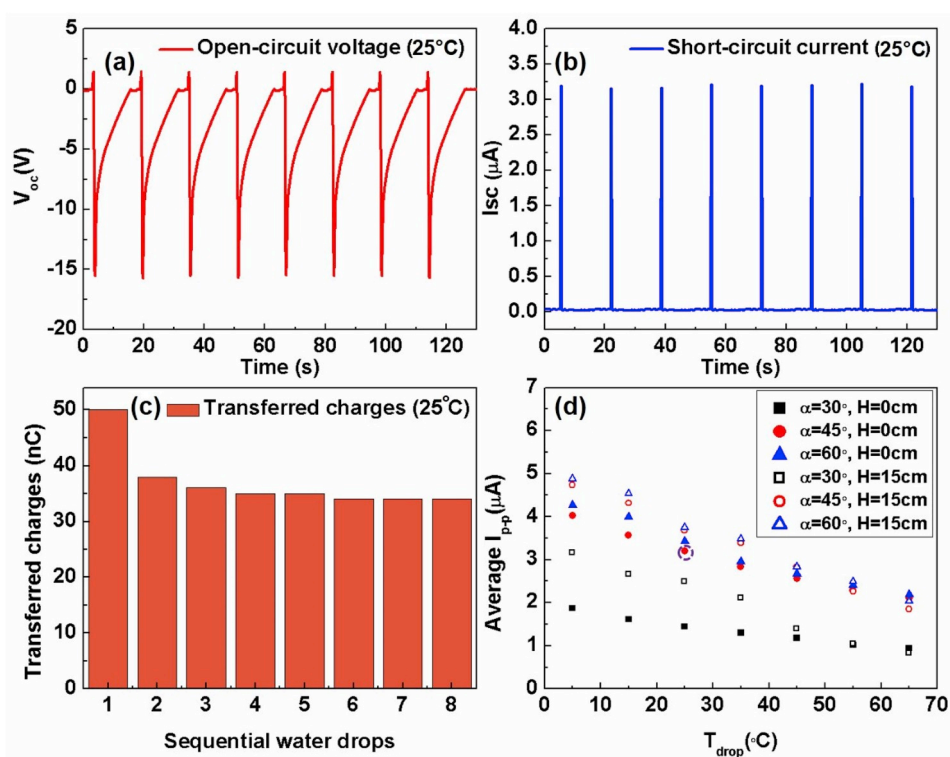 (a)
Open-circuit voltage (25°C)
5
0
-5
-10
-15
-20
Voc(V)
0 20 40 60 80 100 120
Time (s)
(b)
Short-circuit current (25°C)
4.0
3.5
3.0
2.5
2.0
1.5
1.0
0.5
0.0
Isc (μA)
0 20 40 60 80 100 120
Time (s)
(c)
Transferred charges (25°C)
50
40
30
20
10
0
Transferred charges (nC)
1 2 3 4 5 6 7 8
Sequential water drops
(d)
α=30°, H=0cm
α=45°, H=0cm
α=60°, H=0cm
α=30°, H=15cm
α=45°, H=15cm
α=60°, H=15cm
7
6
5
4
3
2
1
0
Average Ip-p(μA)
0 10 20 30 40 50 60 70
Tdrop(°C)